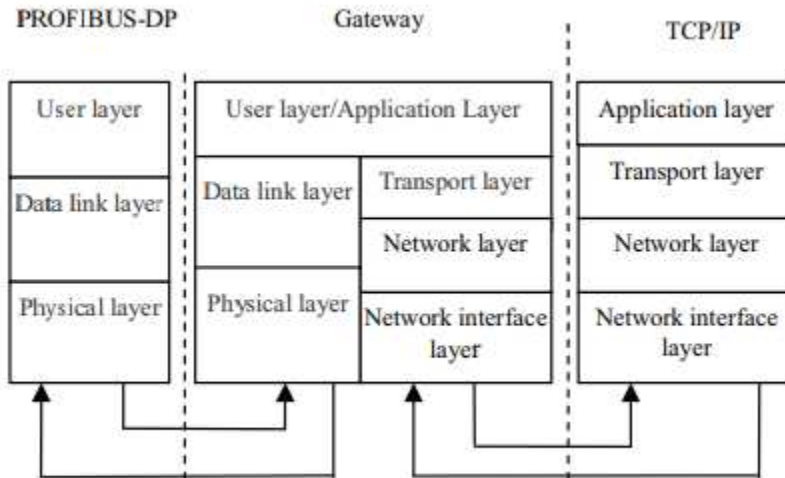 PROFIBUS-DP
Gateway
TCP/IP
User layer
Data link layer
Physical layer
User layer/Application Layer
Data link layer
Physical layer
Transport layer
Network layer
Network interface
layer
Application layer
Transport layer
Network layer
Network interface
layer